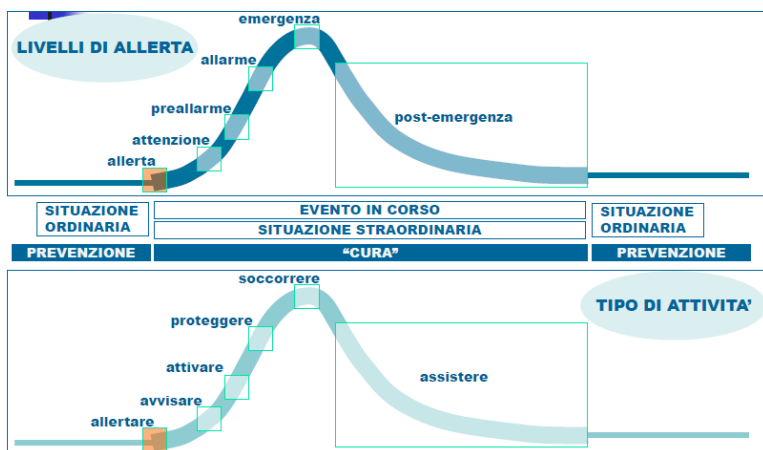 LIVELLI DI ALLERTA
emergenza
allarme
preallarme
attenzione
allerta
post-emergenza
SITUAZIONE
ORDINARIA
EVENTO IN CORSO
SITUAZIONE STRAORDINARIA
SITUAZIONE
ORDINARIA
PREVENZIONE
“CURA”
PREVENZIONE
TIPO DI ATTIVITA’
soccorrere
proteggere
attivare
avvisare
allertare
assistere